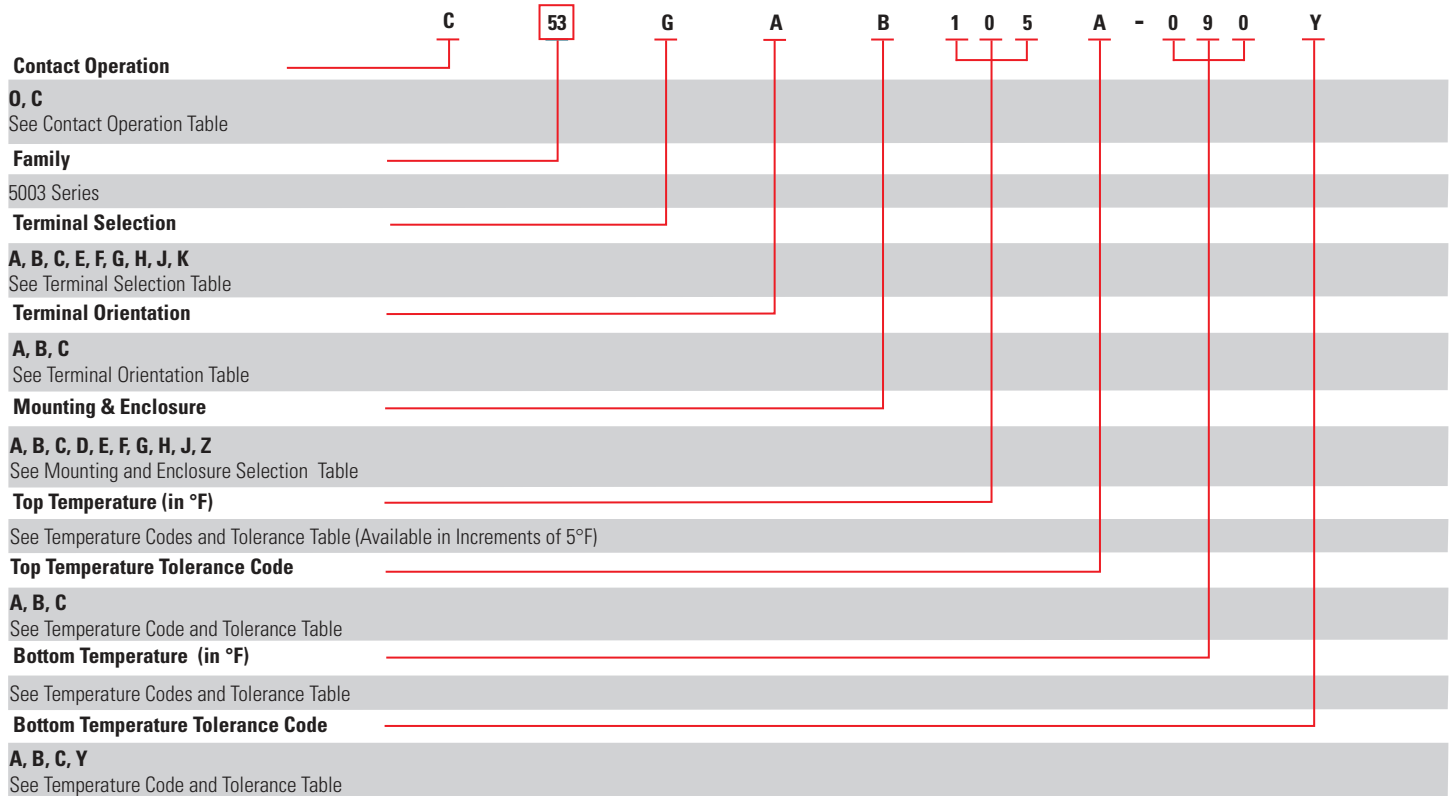 C 53 G A B 1 0 5 A - 0 9 0 Y
Contact Operation
O, C
See Contact Operation Table
Family
5003 Series
Terminal Selection
A, B, C, E, F, G, H, J, K
See Terminal Selection Table
Terminal Orientation
A, B, C
See Terminal Orientation Table
Mounting & Enclosure
A, B, C, D, E, F, G, H, J, Z
See Mounting and Enclosure Selection Table
Top Temperature (in °F)
See Temperature Codes and Tolerance Table (Available in Increments of 5°F)
Top Temperature Tolerance Code
A, B, C
See Temperature Code and Tolerance Table
Bottom Temperature (in °F)
See Temperature Codes and Tolerance Table
Bottom Temperature Tolerance Code
A, B, C, Y
See Temperature Code and Tolerance Table